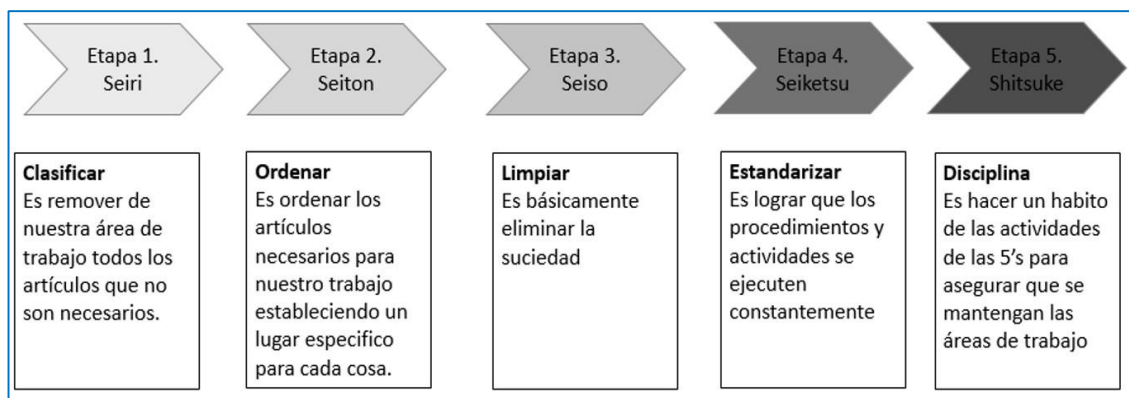 Etapa 1.
Seiri
Etapa 2.
Seiton
Etapa 3.
Seiso
Etapa 4.
Seiketsu
Etapa 5.
Shitsuke
Clasificar
Es remover de
nuestra área de
trabajo todos los
artículos que no
son necesarios.
Ordenar
Es ordenar los
artículos
necesarios para
nuestro trabajo
estableciendo un
lugar especifico
para cada cosa.
Limpiar
Es básicamente
eliminar la
suciedad
Estandarizar
Es lograr que los
procedimientos y
actividades se
ejecuten
constantemente
Disciplina
Es hacer un habito
de las actividades
de las 5’s para
asegurar que se
mantengan las
áreas de trabajo